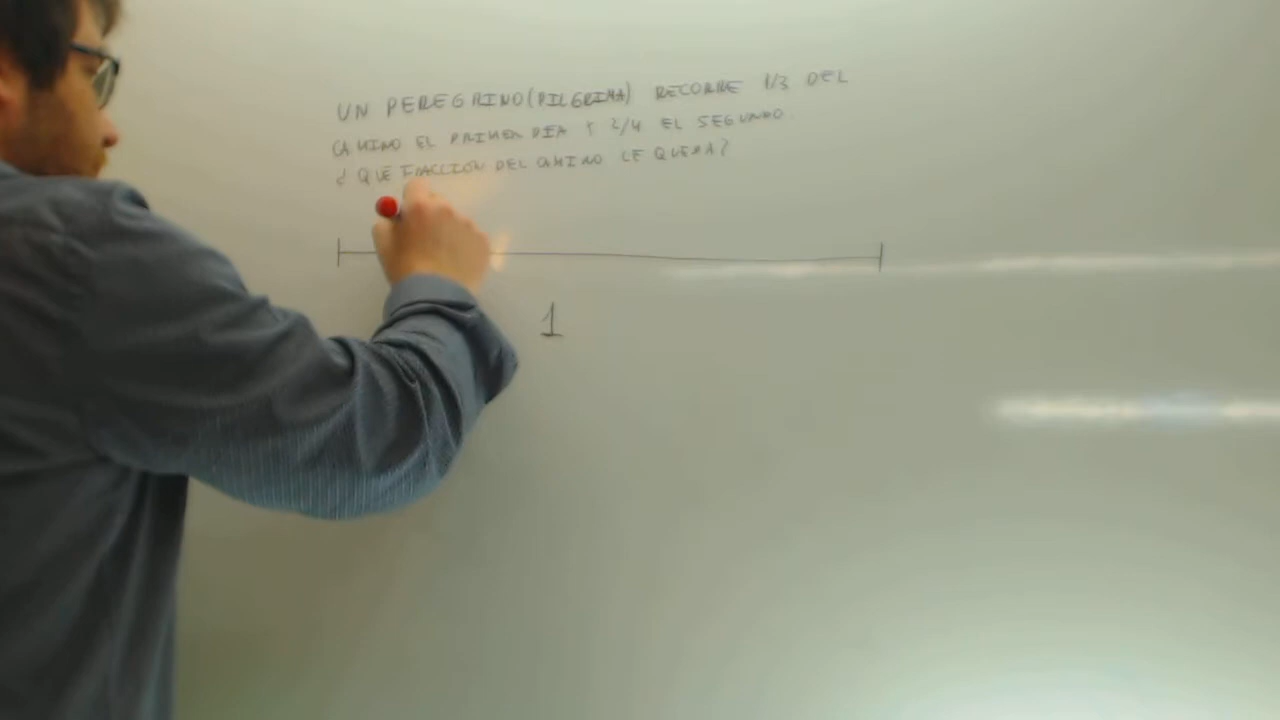 UN PEREGRINO (PILGRIMA) RECORRE 1/3 DEL
CAMINO EL PRIMER DIA Y 2/4 EL SEGUNDO.
¿ QUE FRACCION DEL CAMINO LE QUEDA?
1